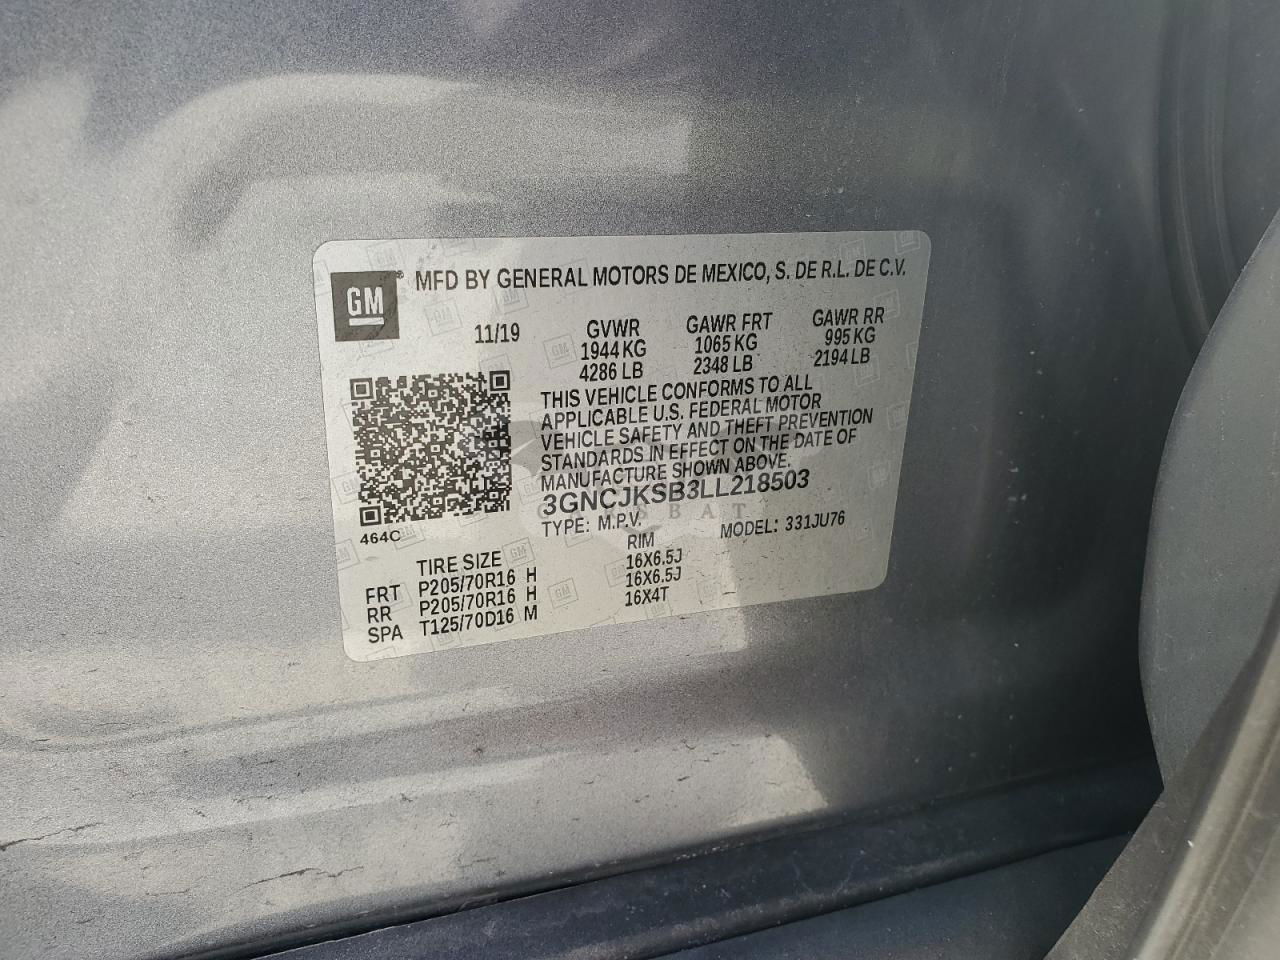 GM
MFD BY GENERAL MOTORS DE MEXICO, S. DE R.L. DE C.V.
11/19 GVWR GAWR FRT GAWR RR
1944 KG 1065 KG 995 KG
4286 LB 2348 LB 2194 LB
THIS VEHICLE CONFORMS TO ALL
APPLICABLE U.S. FEDERAL MOTOR
VEHICLE SAFETY AND THEFT PREVENTION
STANDARDS IN EFFECT ON THE DATE OF
MANUFACTURE SHOWN ABOVE.
3GNCJKSB3LL218503
CARSBAT
TYPE: M.P.V. MODEL: 331JU76
464C
TIRE SIZE RIM
FRT P205/70R16 H 16X6.5J
RR P205/70R16 H 16X6.5J
SPA T125/70D16 M 16X4T